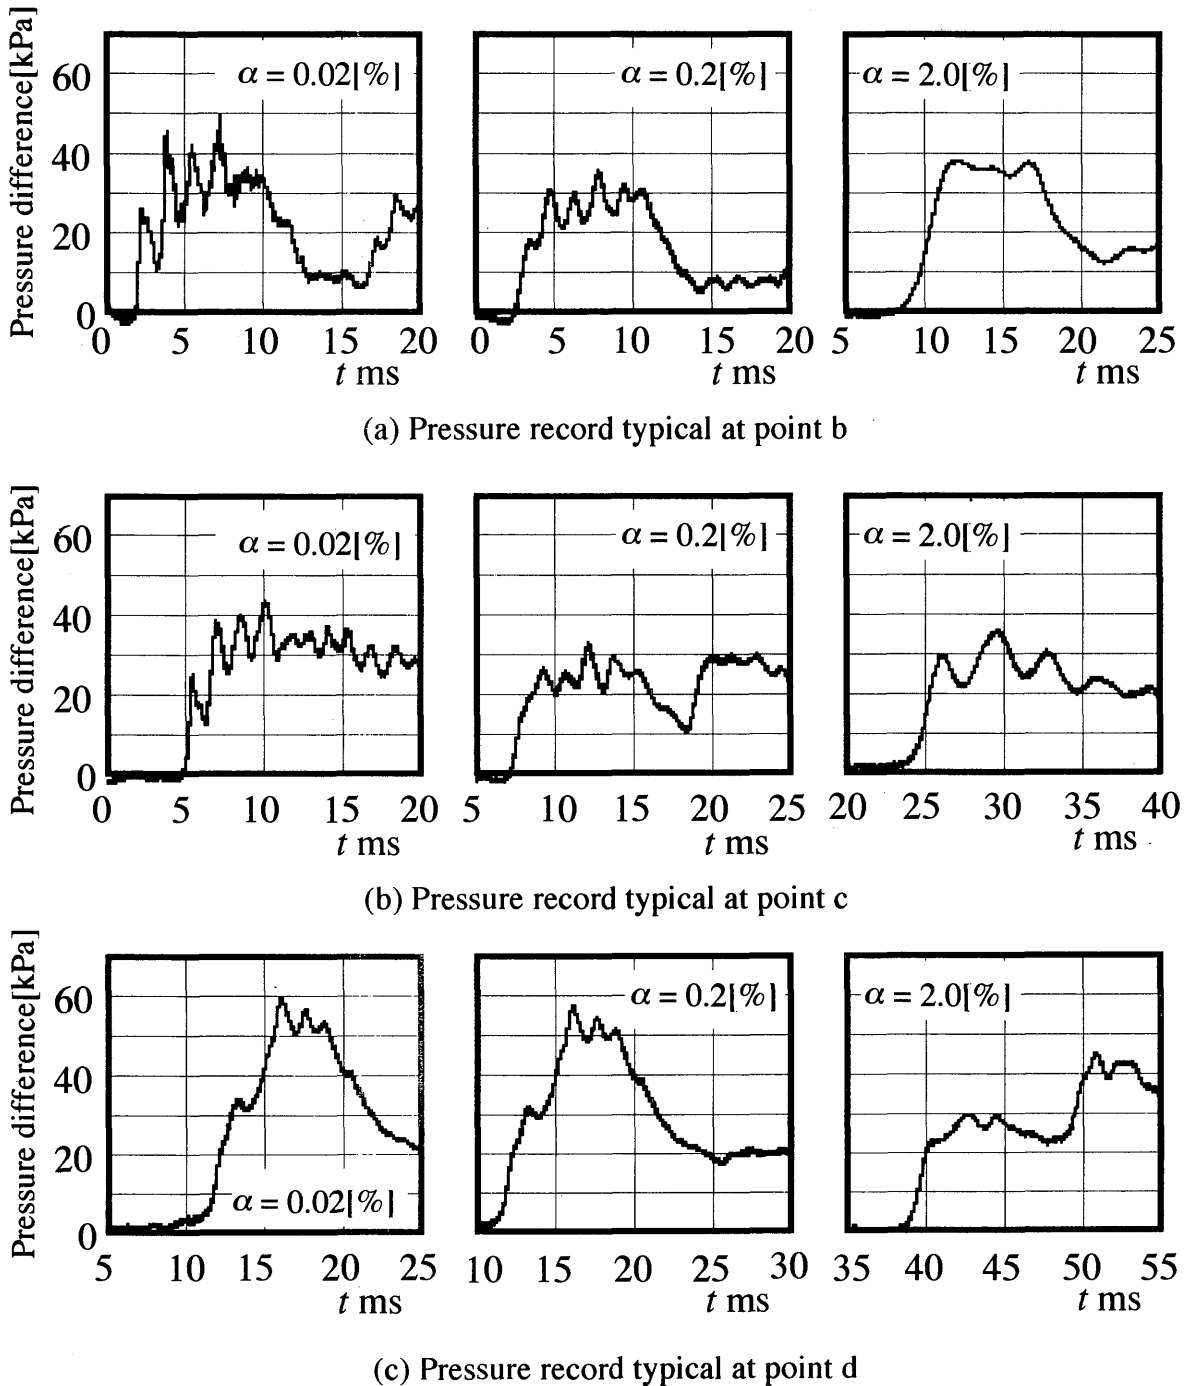 Pressure difference[kPa]
60
40
20
0
α = 0.02[%]
0 5 10 15 20
t ms
α = 0.2[%]
0 5 10 15 20
t ms
α = 2.0[%]
5 10 15 20 25
t ms
(a) Pressure record typical at point b
Pressure difference[kPa]
60
40
20
0
α = 0.02[%]
0 5 10 15 20
t ms
α = 0.2[%]
5 10 15 20 25
t ms
α = 2.0[%]
20 25 30 35 40
t ms
(b) Pressure record typical at point c
Pressure difference[kPa]
60
40
20
0
α = 0.02[%]
5 10 15 20 25
t ms
α = 0.2[%]
10 15 20 25 30
t ms
α = 2.0[%]
35 40 45 50 55
t ms
(c) Pressure record typical at point d